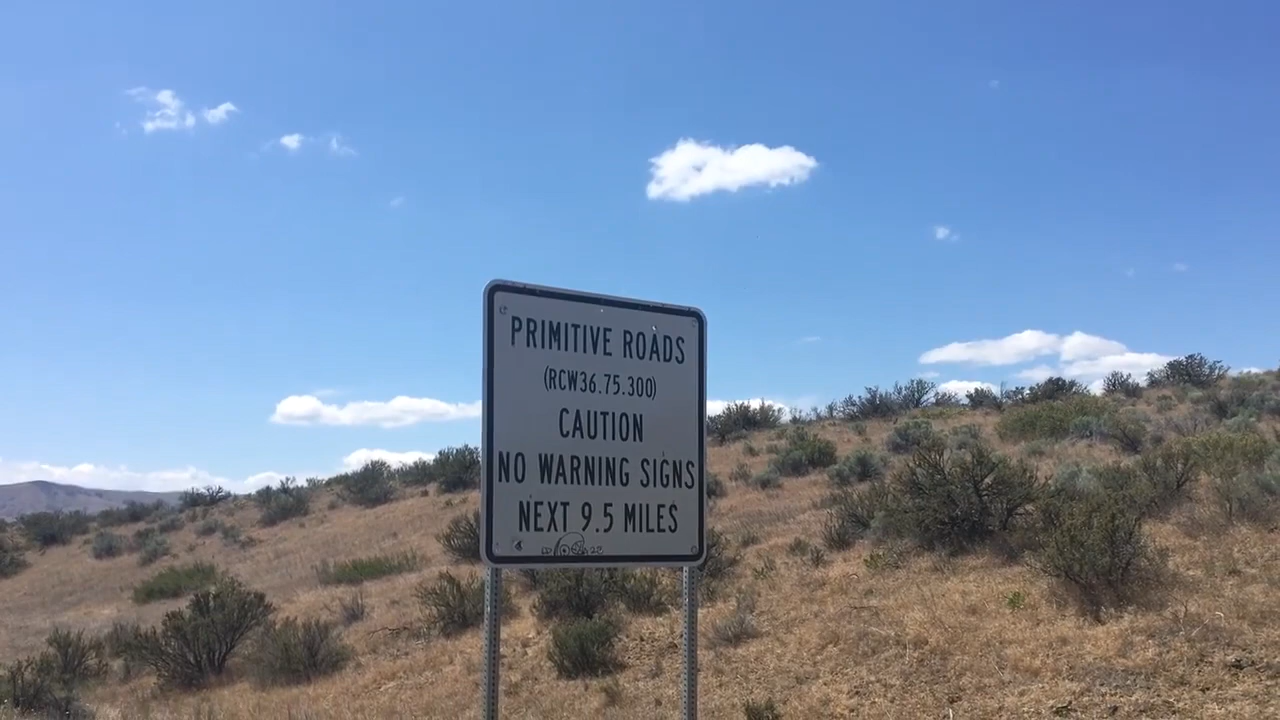 PRIMITIVE ROADS
(RCW36.75.300)
CAUTION
NO WARNING SIGNS
NEXT 9.5 MILES